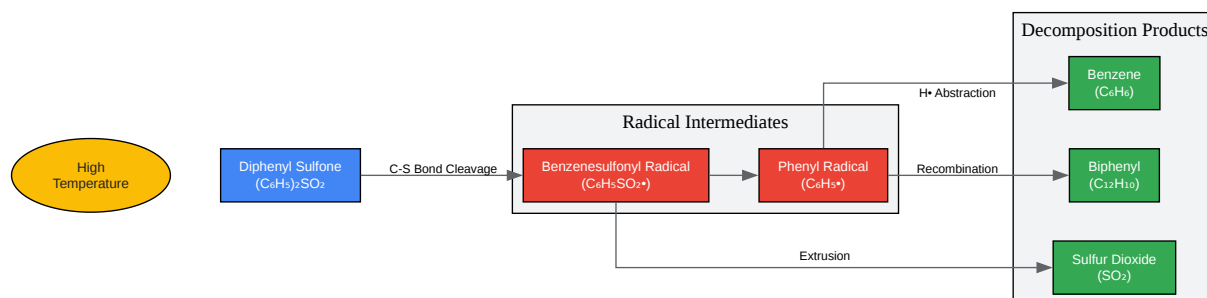 Decomposition Products
Benzene
(C₆H₆)
H• Abstraction
Radical Intermediates
High
Temperature
Diphenyl Sulfone
(C₆H₅)₂SO₂
C-S Bond Cleavage
Benzenesulfonyl Radical
(C₆H₅SO₂•)
Phenyl Radical
(C₆H₅•)
Recombination
Biphenyl
(C₁₂H₁₀)
Extrusion
Sulfur Dioxide
(SO₂)